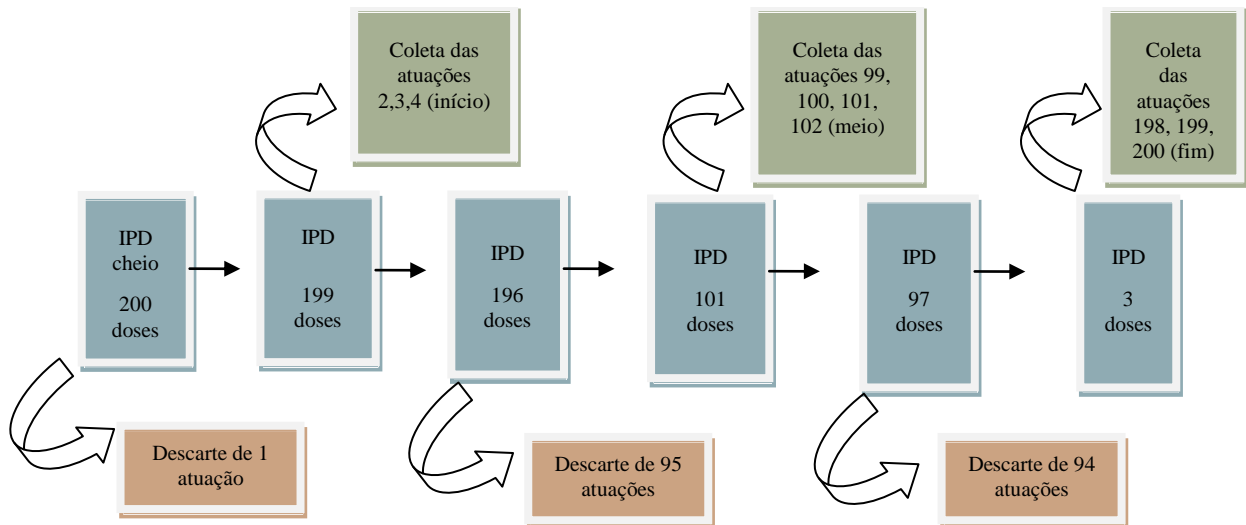 Coleta das
atuações
2,3,4 (início)
Coleta das
atuações 99,
100, 101,
102 (meio)
Coleta
das
atuações
198, 199,
200 (fim)
IPD
cheio
200
doses
IPD
199
doses
IPD
196
doses
IPD
101
doses
IPD
97
doses
IPD
3
doses
Descarte de 1
atuação
Descarte de 95
atuações
Descarte de 94
atuações